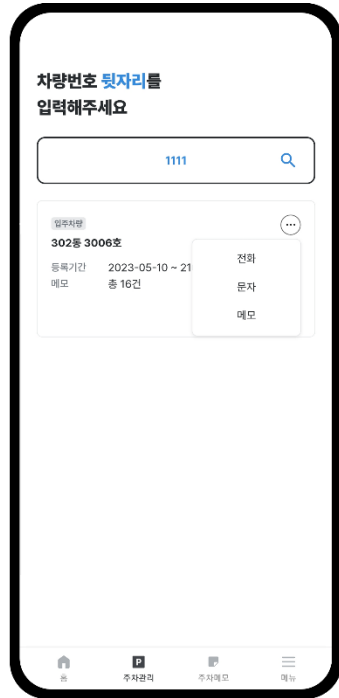 차량번호 뒷자리를
입력해주세요
1111
입주차량
302동 3006호
등록기간 2023-05-10 ~ 21
메모 총 16건
전화
문자
메모
홈 주차관리 주차메모 메뉴